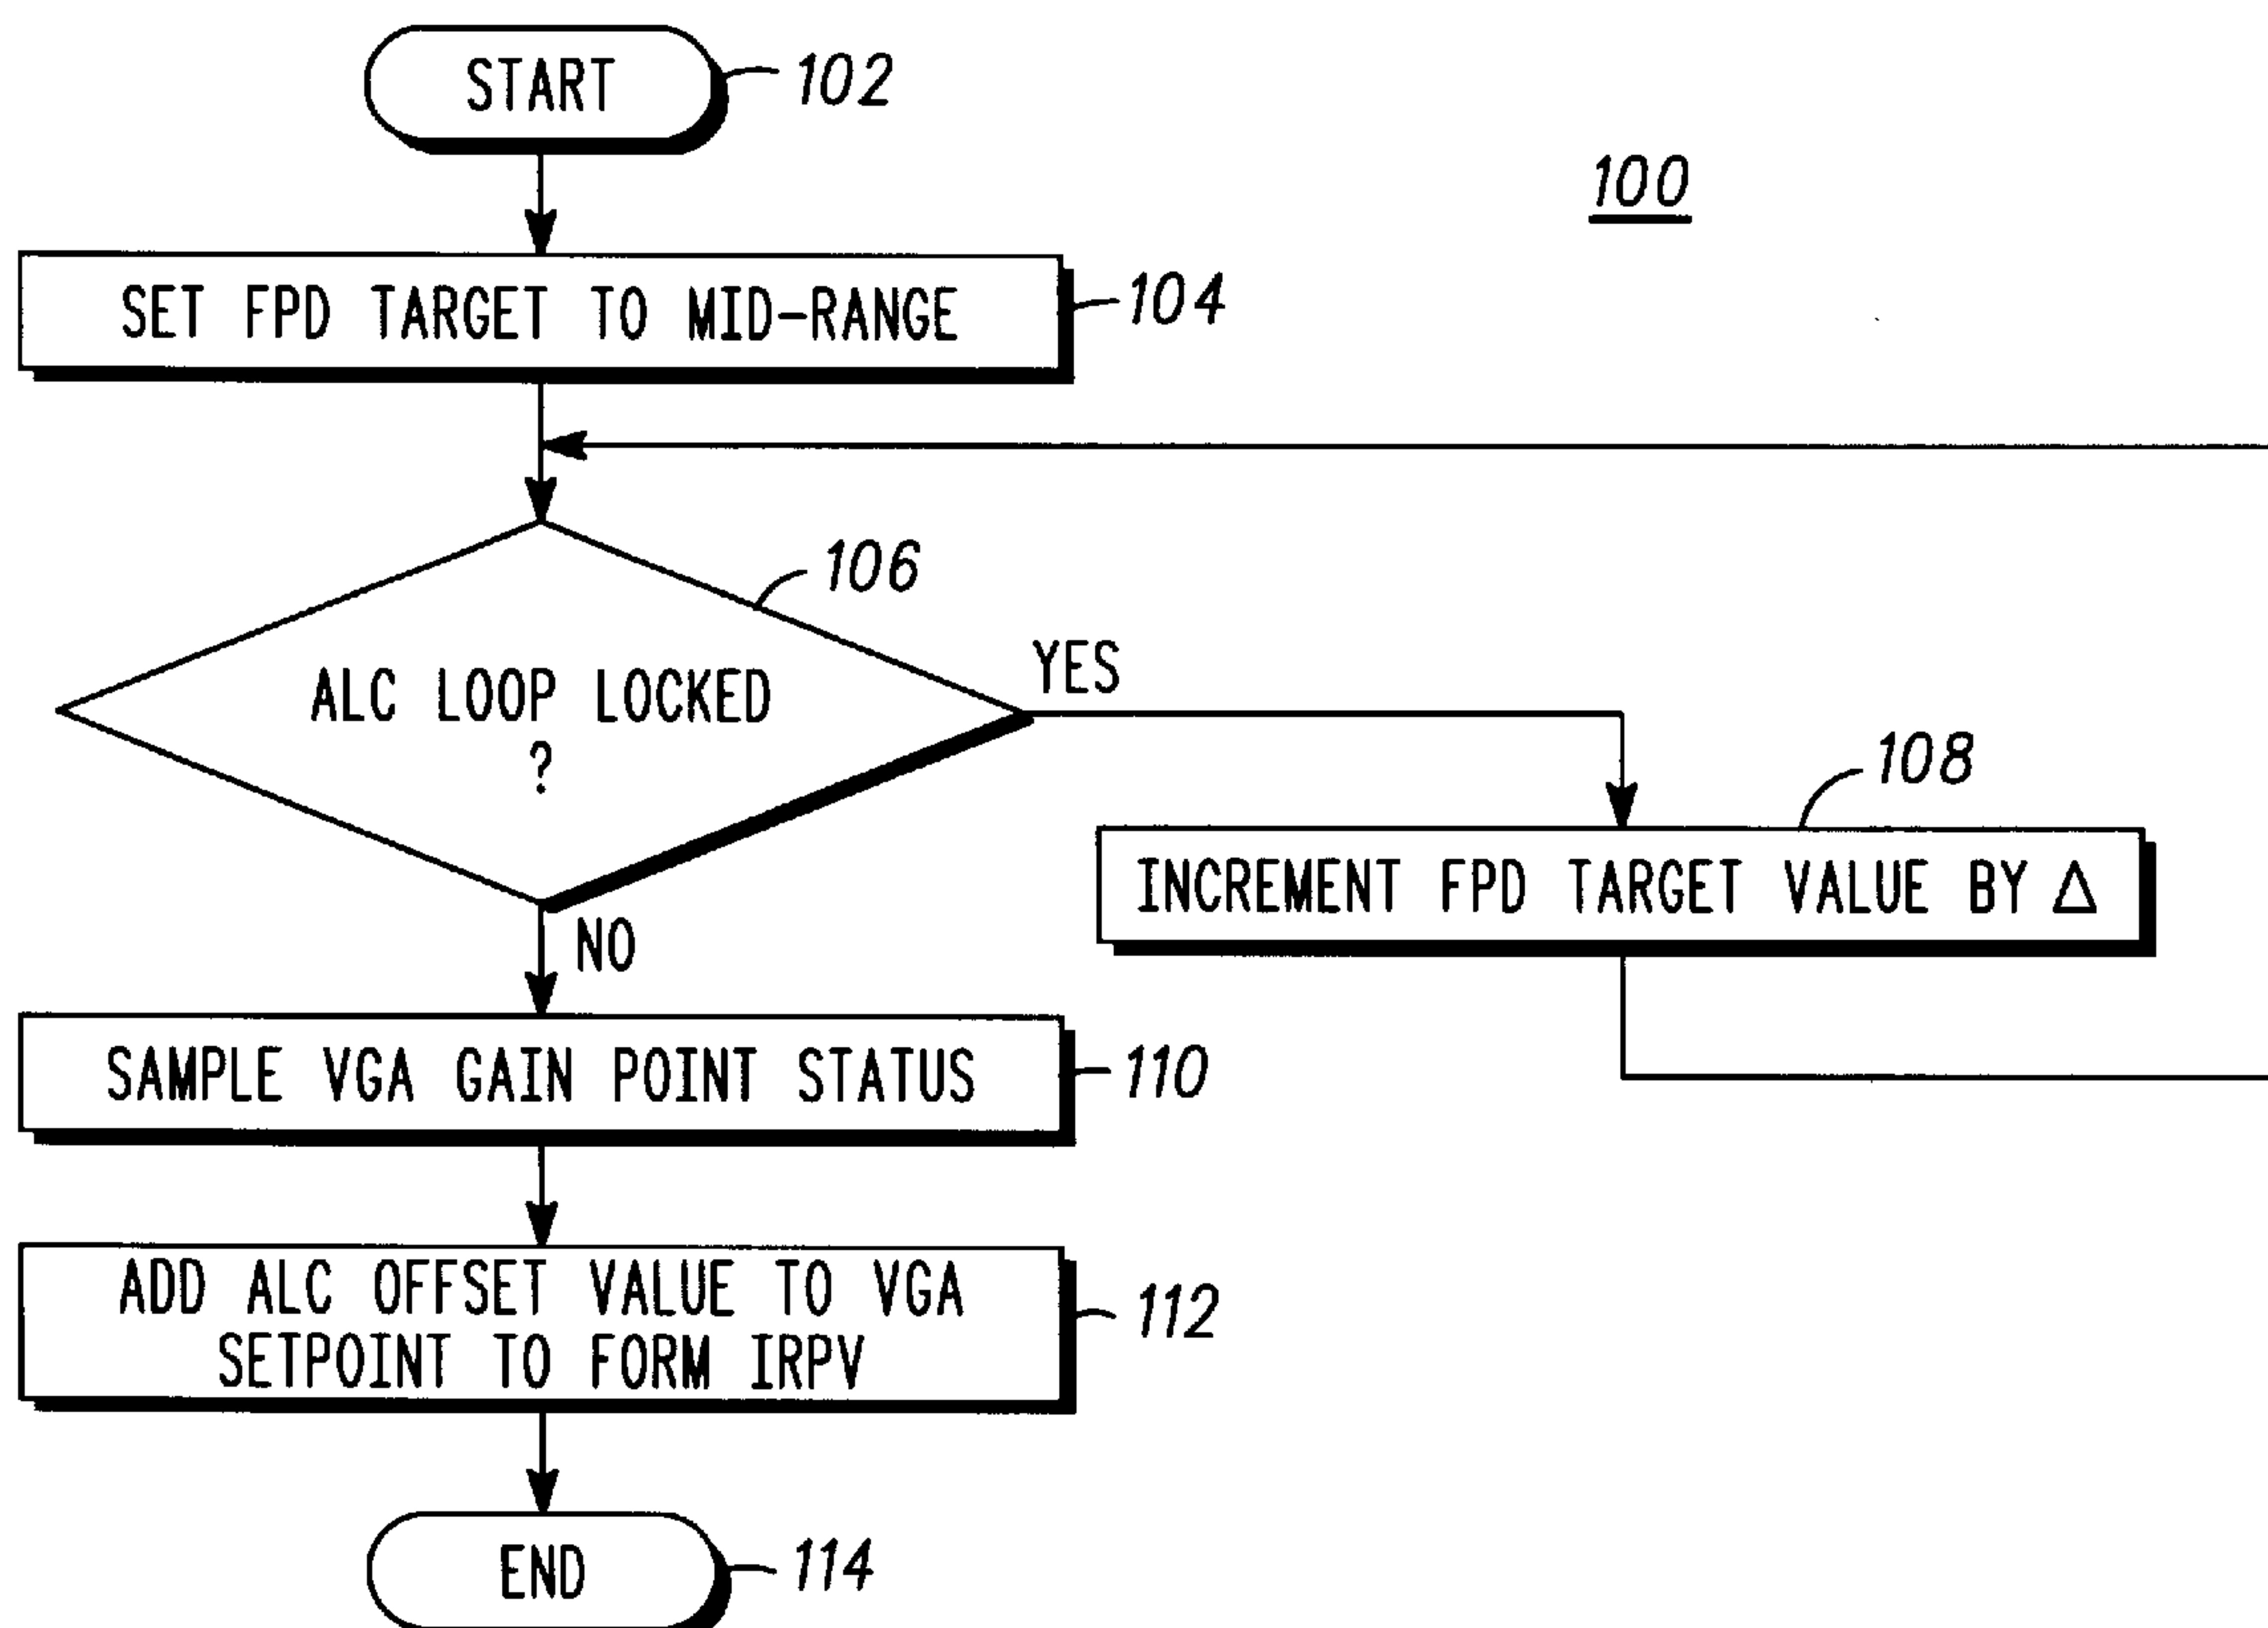 START
102
100
SET FPD TARGET TO MID-RANGE
104
106
ALC LOOP LOCKED
?
YES
108
INCREMENT FPD TARGET VALUE BY Δ
NO
SAMPLE VGA GAIN POINT STATUS
110
ADD ALC OFFSET VALUE TO VGA
SETPOINT TO FORM IRPV
112
END
114